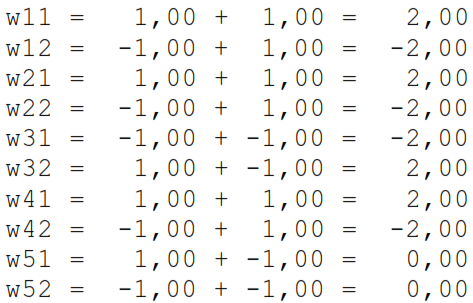 w11 = 1,00 + 1,00 = 2,00
w12 = -1,00 + 1,00 = -2,00
w21 = 1,00 + 1,00 = 2,00
w22 = -1,00 + 1,00 = -2,00
w31 = -1,00 + -1,00 = -2,00
w32 = 1,00 + -1,00 = 2,00
w41 = 1,00 + 1,00 = 2,00
w42 = -1,00 + 1,00 = -2,00
w51 = 1,00 + -1,00 = 0,00
w52 = -1,00 + -1,00 = 0,00